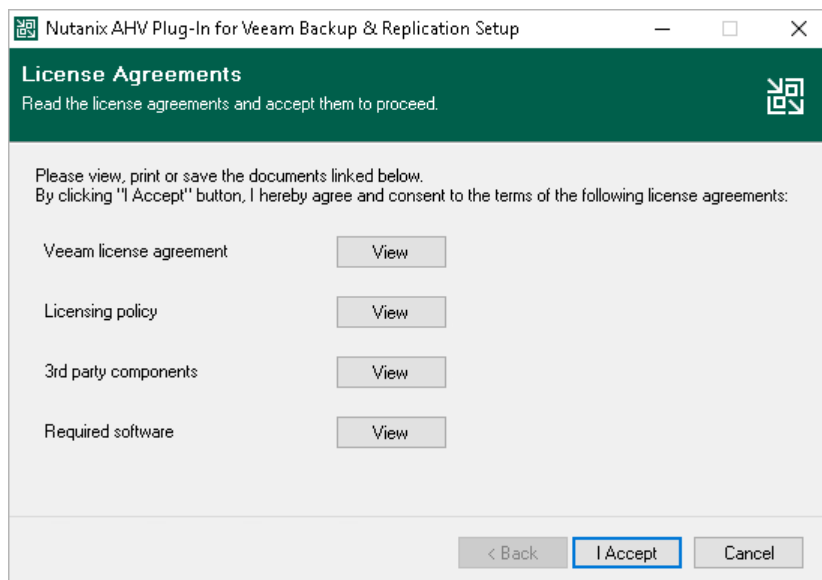 Nutanix AHV Plug-In for Veeam Backup & Replication Setup
License Agreements
Read the license agreements and accept them to proceed.
Please view, print or save the documents linked below.
By clicking "I Accept" button, I hereby agree and consent to the terms of the following license agreements:
Veeam license agreement View
Licensing policy View
3rd party components View
Required software View
< Back I Accept Cancel